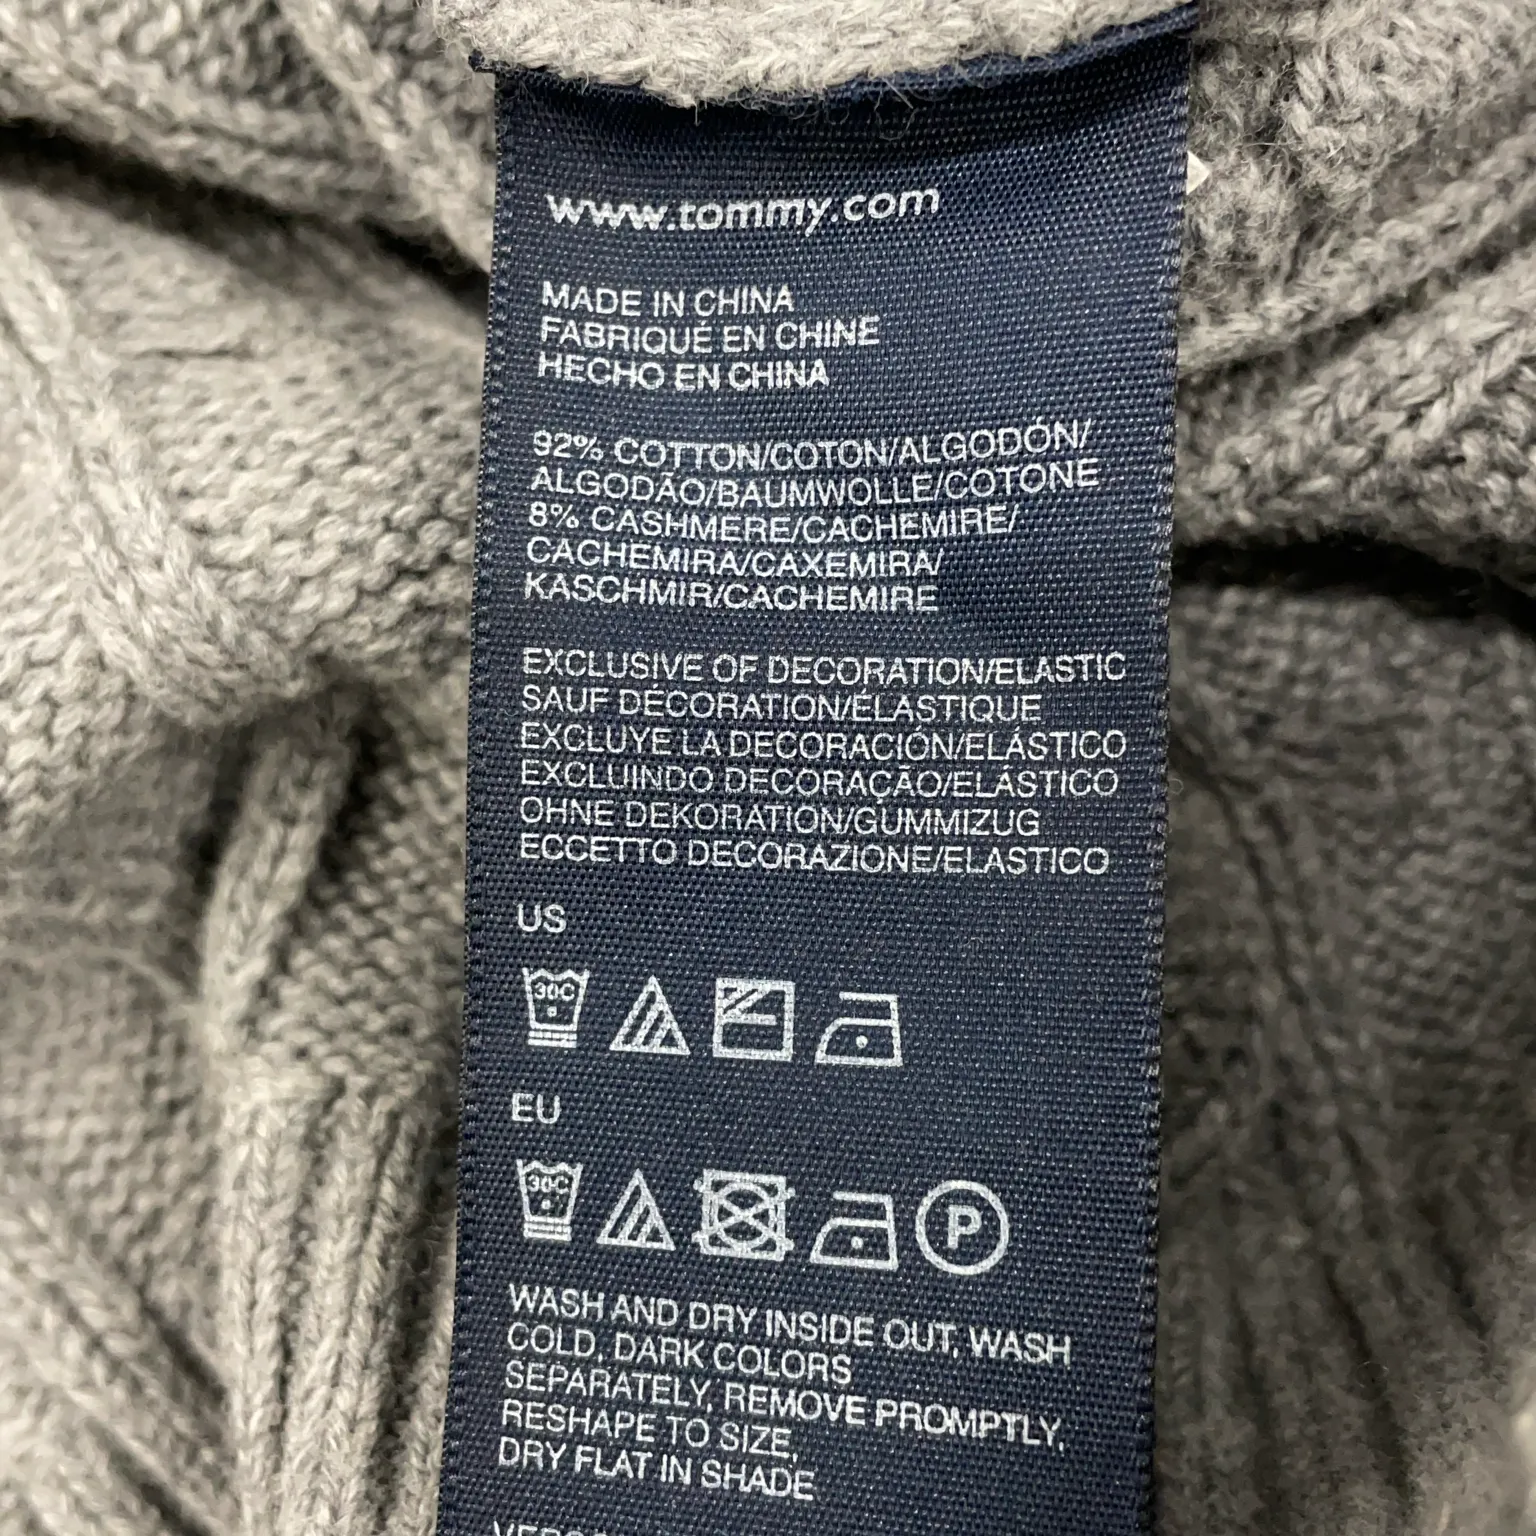 www.tommy.com
MADE IN CHINA
FABRIQUÉ EN CHINE
HECHO EN CHINA
92% COTTON/COTON/ALGODÓN/
ALGODÃO/BAUMWOLLE/COTONE
8% CASHMERE/CACHEMIRE/
CACHEMIRA/CAXEMIRA/
KASCHMIR/CACHEMIRE
EXCLUSIVE OF DECORATION/ELASTIC
SAUF DÉCORATION/ÉLASTIQUE
EXCLUYE LA DECORACIÓN/ELÁSTICO
EXCLUINDO DECORAÇÃO/ELÁSTICO
OHNE DEKORATION/GUMMIZUG
ECCETTO DECORAZIONE/ELASTICO
US
30C
EU
30C P
WASH AND DRY INSIDE OUT, WASH
COLD, DARK COLORS
SEPARATELY, REMOVE PROMPTLY,
RESHAPE TO SIZE,
DRY FLAT IN SHADE